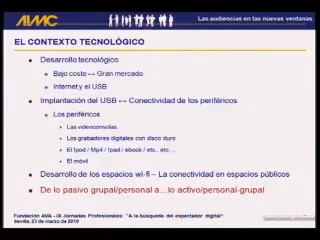 AIMC
Las audiencias en las nuevas ventanas
EL CONTEXTO TECNOLÓGICO
Desarrollo tecnológico
Bajo coste ↔ Gran mercado
Internet y el USB
Implantación del USB ↔ Conectividad de los periféricos
Los periféricos
Las videoconsolas
Los grabadores digitales con disco duro
El Ipod / Mp4 / Ipad / ebook / etc.. etc…
El móvil
Desarrollo de los espacios wi-fi – La conectividad en espacios públicos
De lo pasivo grupal/personal a…lo activo/personal-grupal
Fundación AVA - IX Jornadas Profesionales: "A la búsqueda del espectador digital"
Sevilla, 23 de marzo de 2010